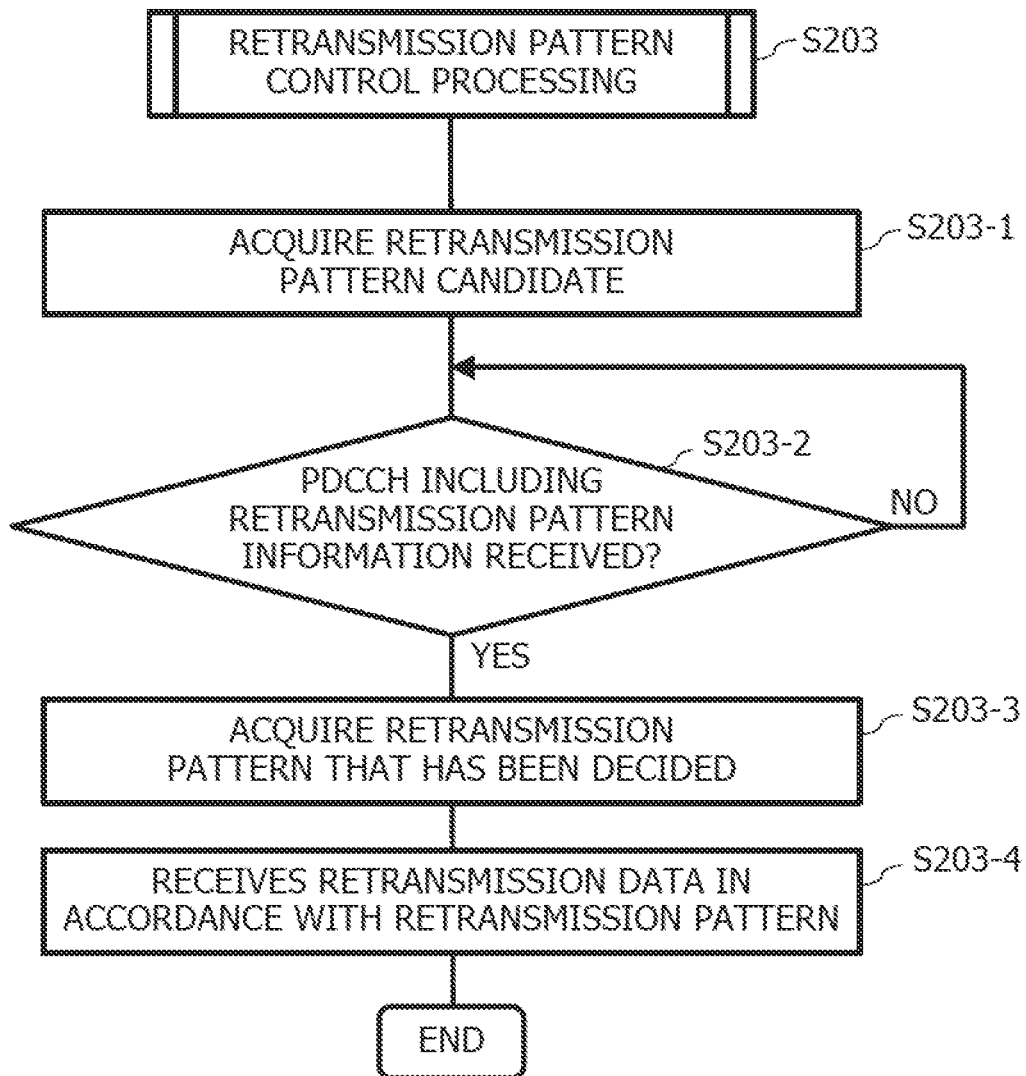 RETRANSMISSION PATTERN
CONTROL PROCESSING
S203
ACQUIRE RETRANSMISSION
PATTERN CANDIDATE
S203-1
S203-2
PDCCH INCLUDING
RETRANSMISSION PATTERN
INFORMATION RECEIVED?
NO
YES
ACQUIRE RETRANSMISSION
PATTERN THAT HAS BEEN DECIDED
S203-3
RECEIVES RETRANSMISSION DATA IN
ACCORDANCE WITH RETRANSMISSION PATTERN
S203-4
END